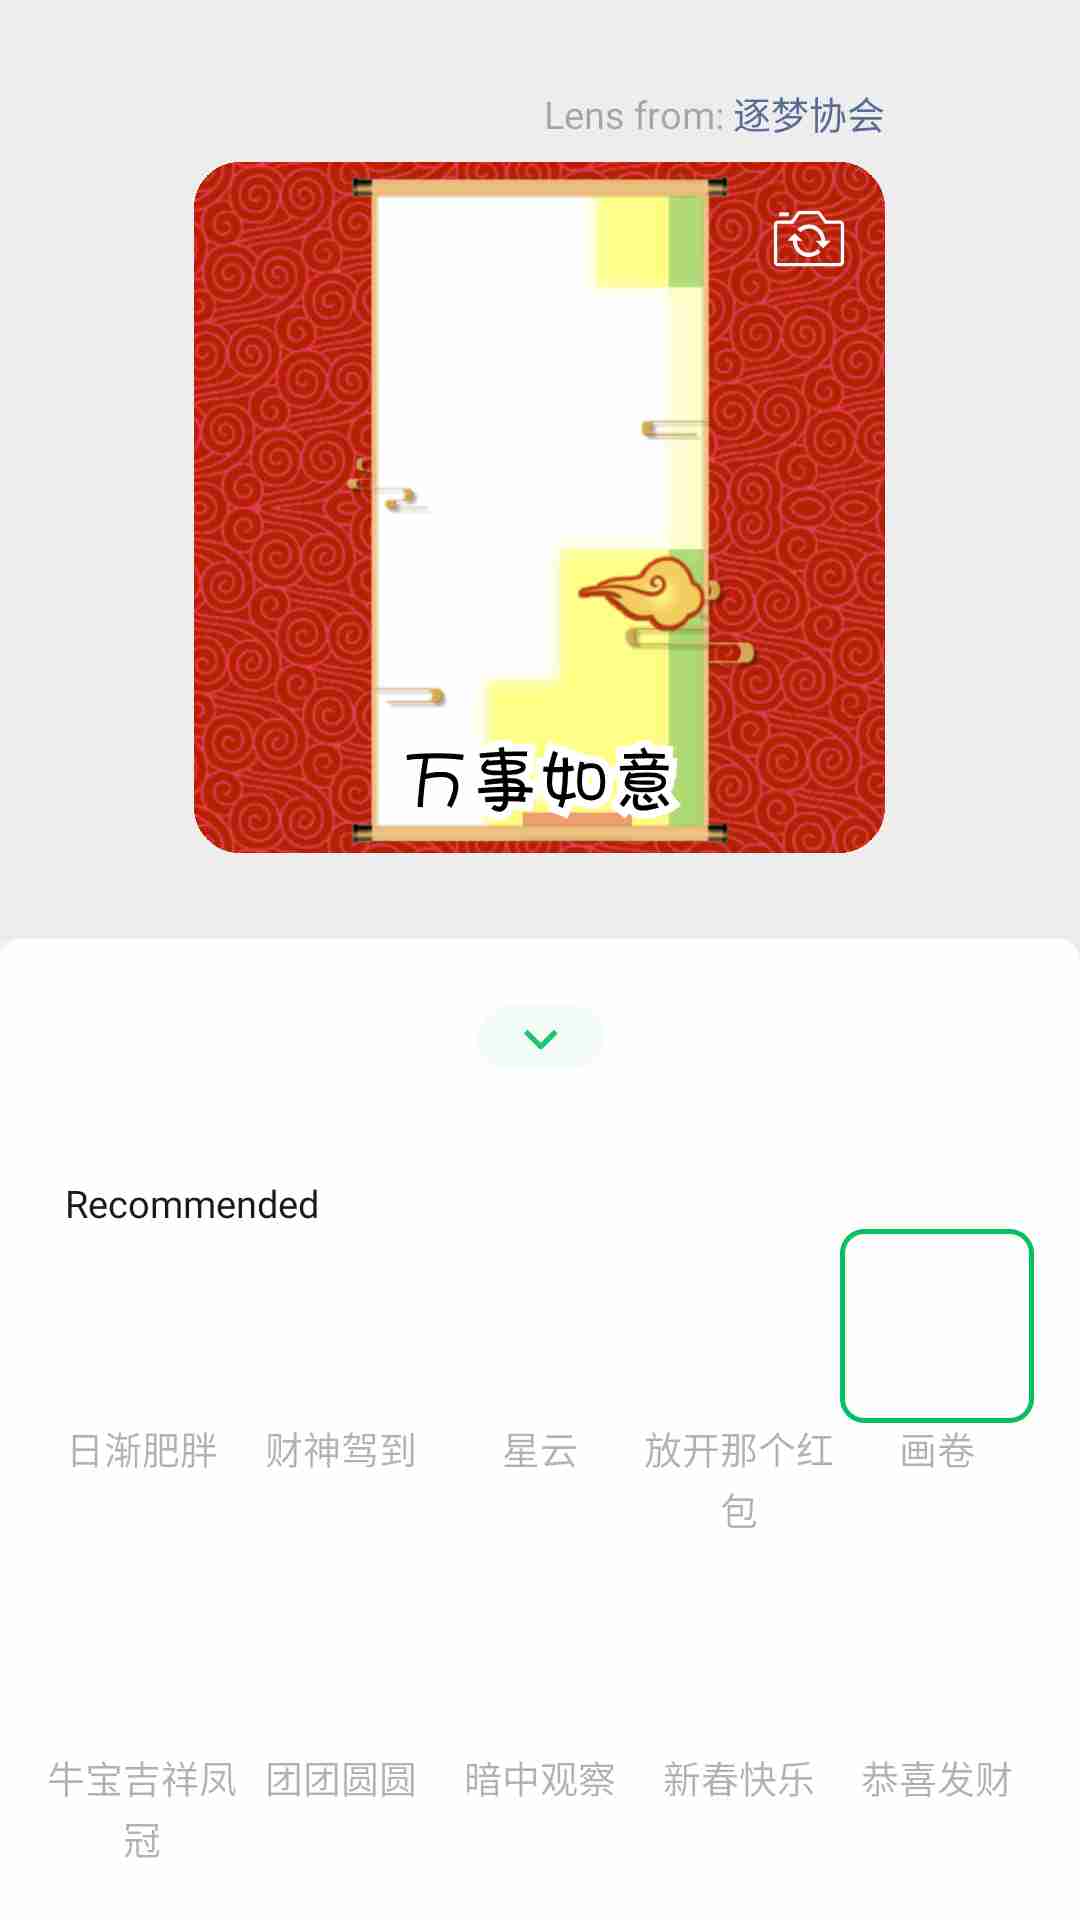 Lens from: 逐梦协会
万事如意
Recommended
日渐肥胖
财神驾到
星云
放开那个红
包
画卷
牛宝吉祥凤
冠
团团圆圆
暗中观察
新春快乐
恭喜发财